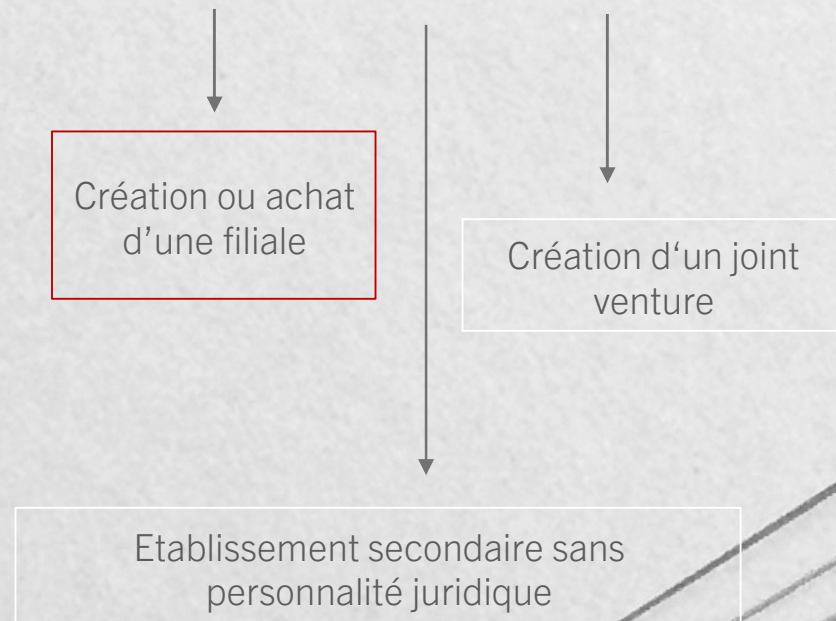 Création ou achat
d’une filiale
Création d‘un joint
venture
Etablissement secondaire sans
personnalité juridique